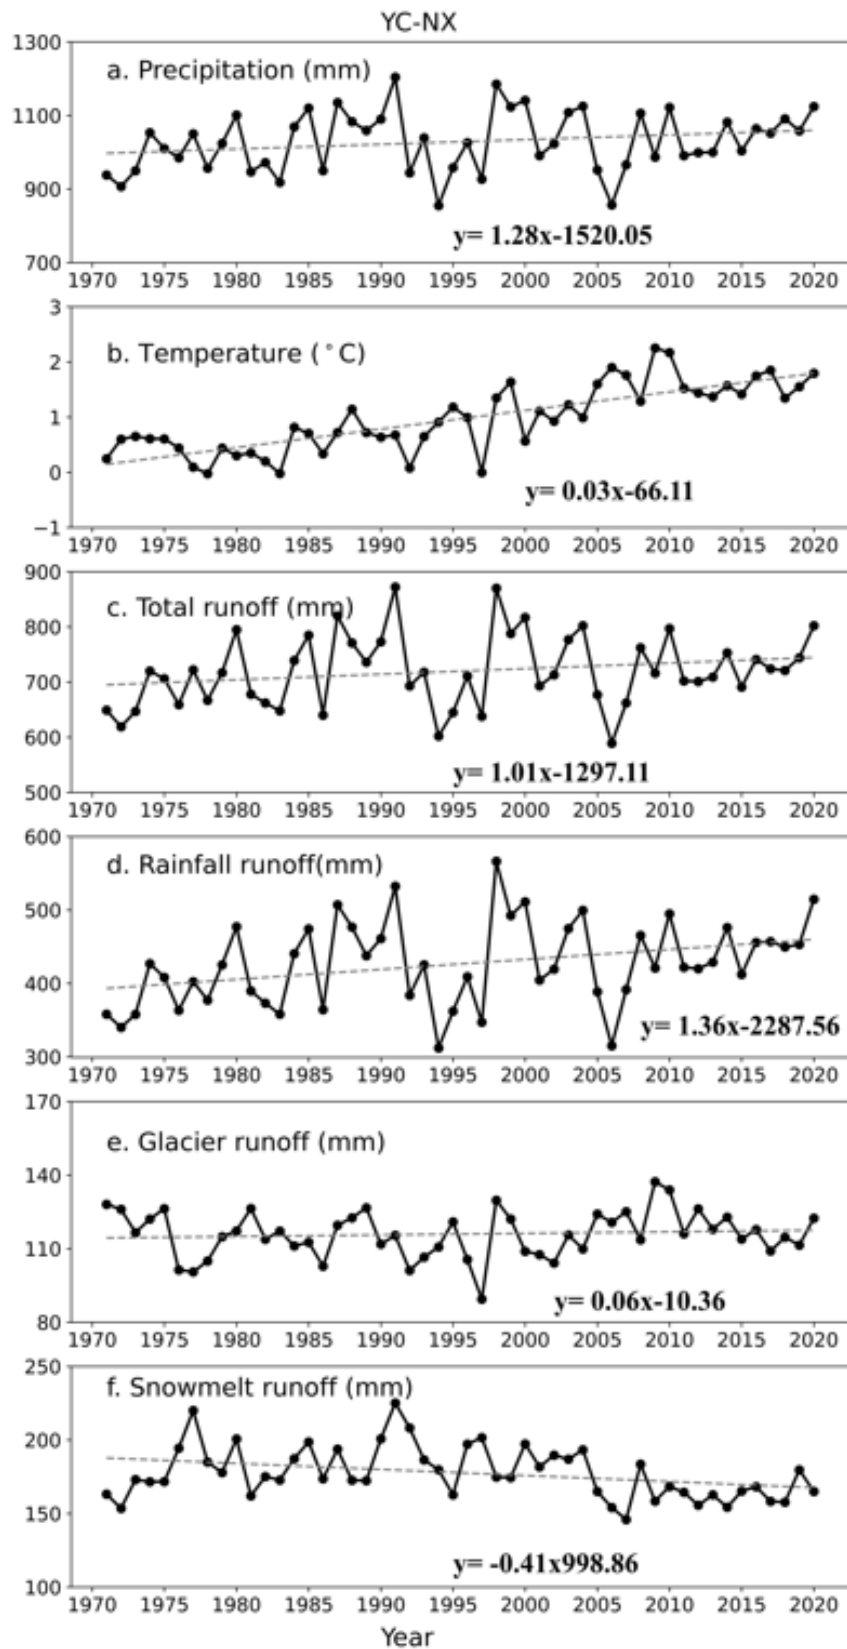 YC-NX
1300
a. Precipitation (mm)
1100
900
y= 1.28x-1520.05
700
1970 1975 1980 1985 1990 1995 2000 2005 2010 2015 2020
3
b. Temperature (°C)
2
1
0
y= 0.03x-66.11
−1
1970 1975 1980 1985 1990 1995 2000 2005 2010 2015 2020
900
c. Total runoff (mm)
800
700
600
y= 1.01x-1297.11
500
1970 1975 1980 1985 1990 1995 2000 2005 2010 2015 2020
600
d. Rainfall runoff(mm)
500
400
y= 1.36x-2287.56
300
1970 1975 1980 1985 1990 1995 2000 2005 2010 2015 2020
170
e. Glacier runoff (mm)
140
110
y= 0.06x-10.36
80
1970 1975 1980 1985 1990 1995 2000 2005 2010 2015 2020
250
f. Snowmelt runoff (mm)
200
150
y= -0.41x998.86
100
1970 1975 1980 1985 1990 1995 2000 2005 2010 2015 2020
Year